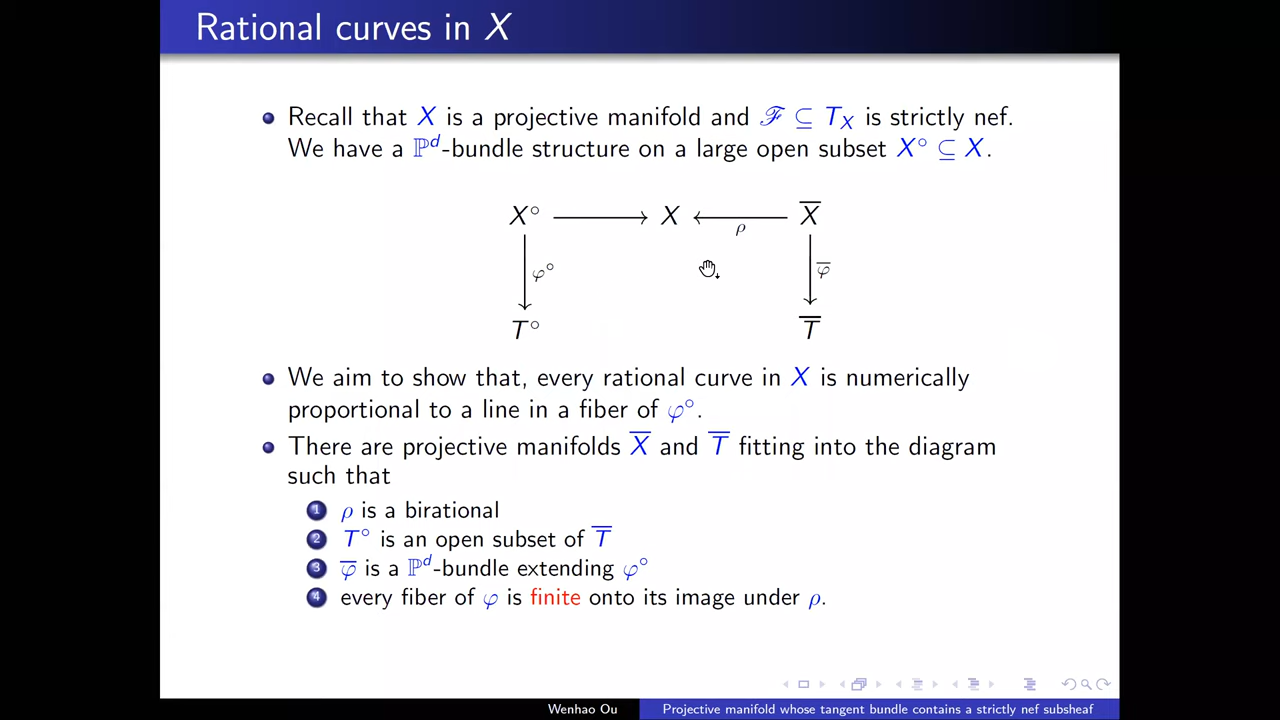 Rational curves in X
Recall that X is a projective manifold and ℱ ⊆ T_X is strictly nef.
We have a ℙ^d-bundle structure on a large open subset X° ⊆ X.
X° X X̅
ρ
φ° φ̅
T° T̅
We aim to show that, every rational curve in X is numerically
proportional to a line in a fiber of φ°.
There are projective manifolds X̅ and T̅ fitting into the diagram
such that
1 ρ is a birational
2 T° is an open subset of T̅
3 φ̅ is a ℙ^d-bundle extending φ°
4 every fiber of φ is finite onto its image under ρ.
Wenhao Ou Projective manifold whose tangent bundle contains a strictly nef subsheaf